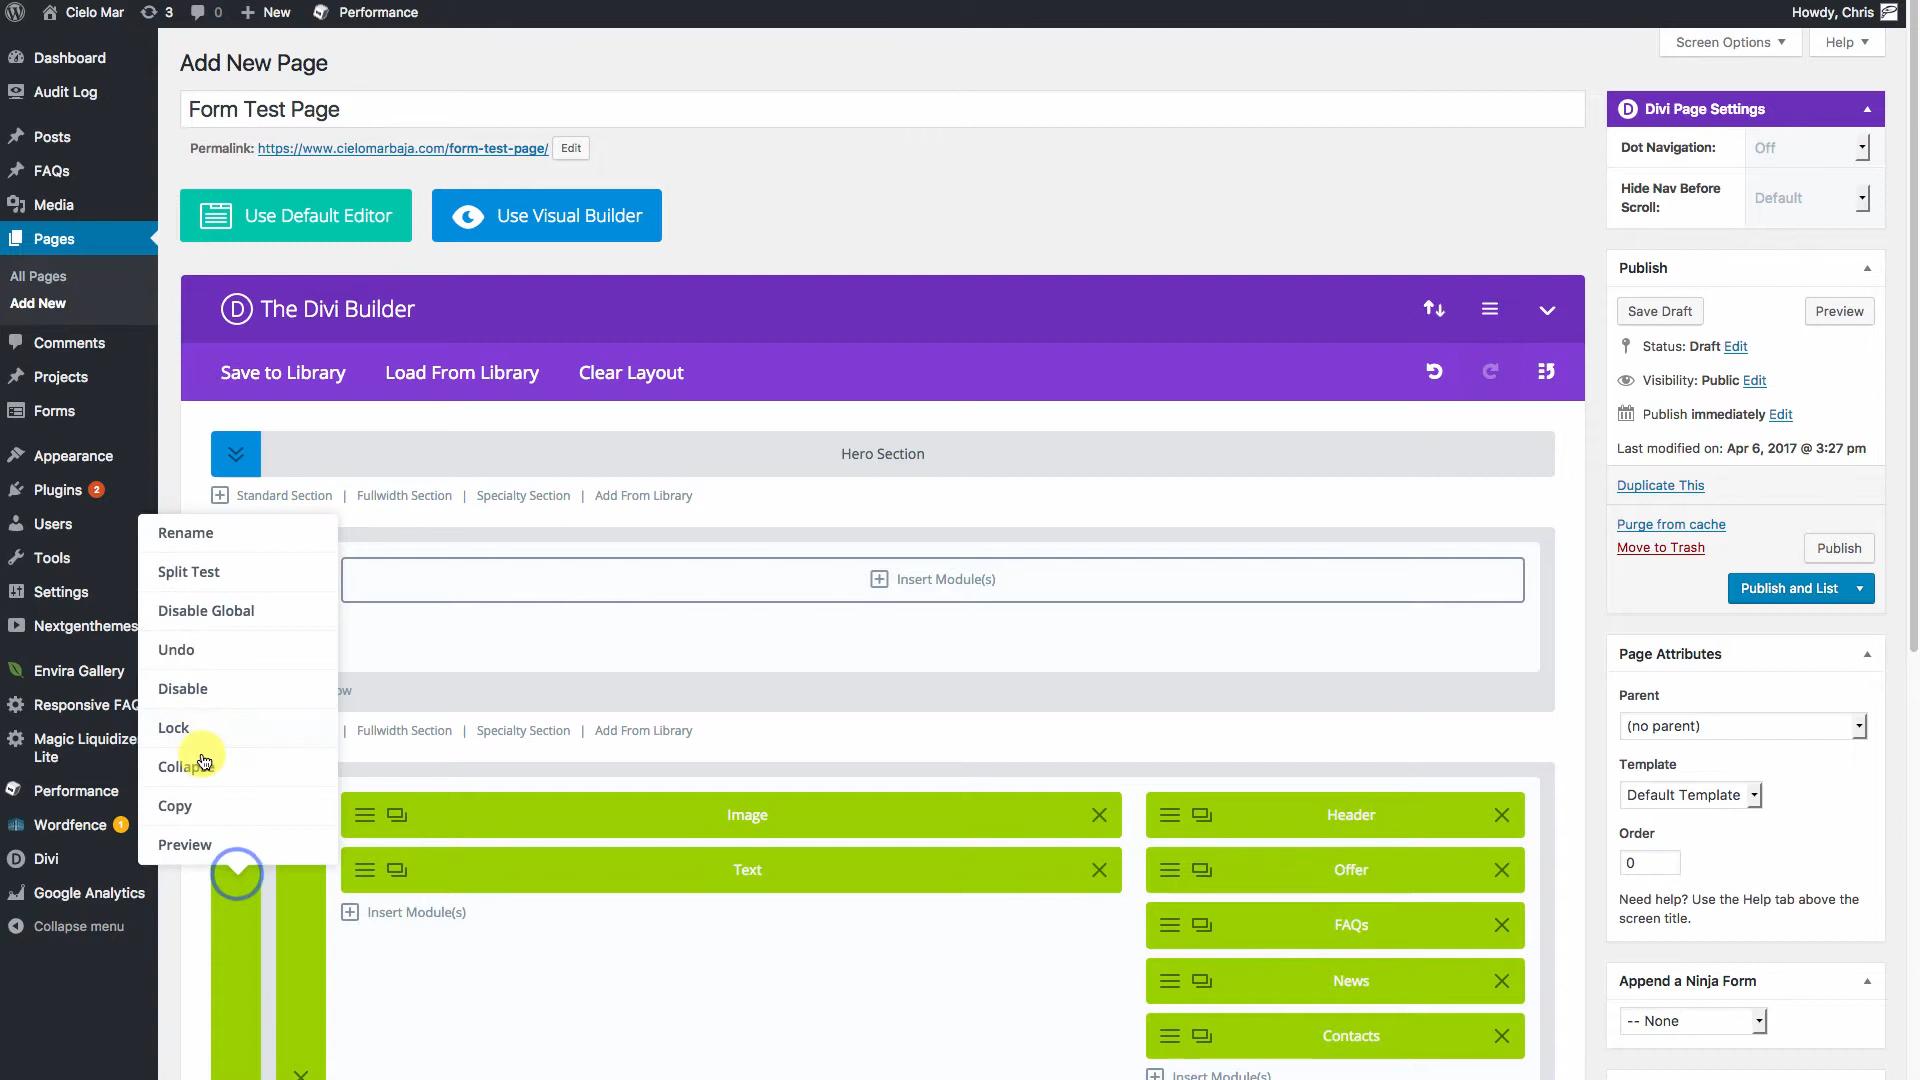 Cielo Mar
3
0
New
Performance
Howdy, Chris
Dashboard
Audit Log
Posts
FAQs
Media
Pages
All Pages
Add New
Comments
Projects
Forms
Appearance
Plugins 2
Users
Tools
Settings
Nextgenthemes
Envira Gallery
Responsive FAQ
Magic Liquidize
Lite
Performance
Wordfence 1
Divi
Google Analytics
Collapse menu
Screen Options
Help
Add New Page
Form Test Page
Permalink: https://www.cielomarbaja.com/form-test-page/ Edit
Use Default Editor
Use Visual Builder
D The Divi Builder
Save to Library
Load From Library
Clear Layout
Hero Section
Standard Section | Fullwidth Section | Specialty Section | Add From Library
Rename
Split Test
Disable Global
Undo
Disable
Lock
Collapse
Copy
Preview
Insert Module(s)
ow
| Fullwidth Section | Specialty Section | Add From Library
Image
Text
Insert Module(s)
Header
Offer
FAQs
News
Contacts
Insert Module(s)
D Divi Page Settings
Dot Navigation: Off
Hide Nav Before
Scroll:
Default
Publish
Save Draft
Preview
Status: Draft Edit
Visibility: Public Edit
Publish immediately Edit
Last modified on: Apr 6, 2017 @ 3:27 pm
Duplicate This
Purge from cache
Move to Trash
Publish
Publish and List
Page Attributes
Parent
(no parent)
Template
Default Template
Order
0
Need help? Use the Help tab above the
screen title.
Append a Ninja Form
-- None